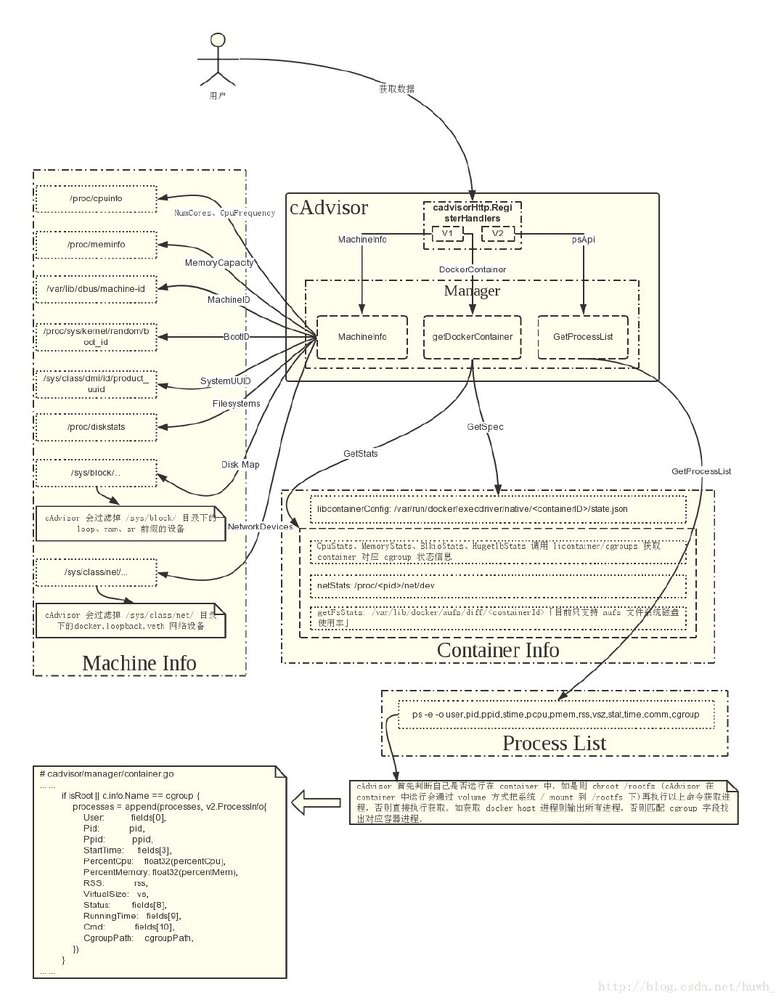 用户
获取数据
cAdvisor
cadvisorHttp.Regi
sterHandlers
V1
V2
MachineInfo
DockerContainor
psApi
Manager
MachineInfo
getDockerContainer
GetProcessList
/proc/cpuinfo
NumCores、CpuFrequency
/proc/meminfo
MemoryCapacity
/var/lib/dbus/machine-id
MachineID
/proc/sys/kernel/random/b
oot_id
BootID
/sys/class/dml/id/product_
uuid
SystemUUID
Filesystems
/proc/diskstats
/sys/block/...
Disk Map
cAdvisor 会过滤掉 /sys/block/ 目录下的
loop、ram、sr 前缀的设备
NetworkDevices
/sys/class/net/...
cAdvisor 会过滤掉 /sys/class/net/ 目录
下的docker,loopback,veth 网络设备
Machine Info
GetStats
GetSpec
GetProcessList
libcontainerConfig: /var/run/docker/execdriver/native/<containerID>/state.json
CpuStats、MemoryStats、BlkioStats、HugetlbStats 调用 licontainer/cgroups 获取
container 对应 cgroup 状态信息
netStats: /proc/<pid>/net/dev
getFsStats: /var/lib/docker/aufs/diff/<containerId>「目前只支持 aufs 文件系统磁盘
使用率」
Container Info
ps -e -o user,pid,ppid,stime,pcpu,pmem,rss,vsz,stat,time,comm,cgroup
Process List
cAdvisor 首先判断自己是否运行在 container 中，如是则 chroot /rootfs (cAdvisor 在
container 中运行会通过 volume 方式把系统 / mount 到 /rootfs 下)再执行以上命令获取进
程，否则直接执行获取。如获取 docker host 进程则输出所有进程，否则匹配 cgroup 字段找
出对应容器进程。
# cadvisor/manager/container.go
... ...
if isRoot || c.info.Name == cgroup {
processes = append(processes, v2.ProcessInfo{
User: fields[0],
Pid: pid,
Ppid: ppid,
StartTime: fields[3],
PercentCpu: float32(percentCpu),
PercentMemory: float32(percentMem),
RSS: rss,
VirtualSize: vs,
Status: fields[8],
RunningTime: fields[9],
Cmd: fields[10],
CgroupPath: cgroupPath,
})
}
... ...
http://blog.csdn.net/huwh_